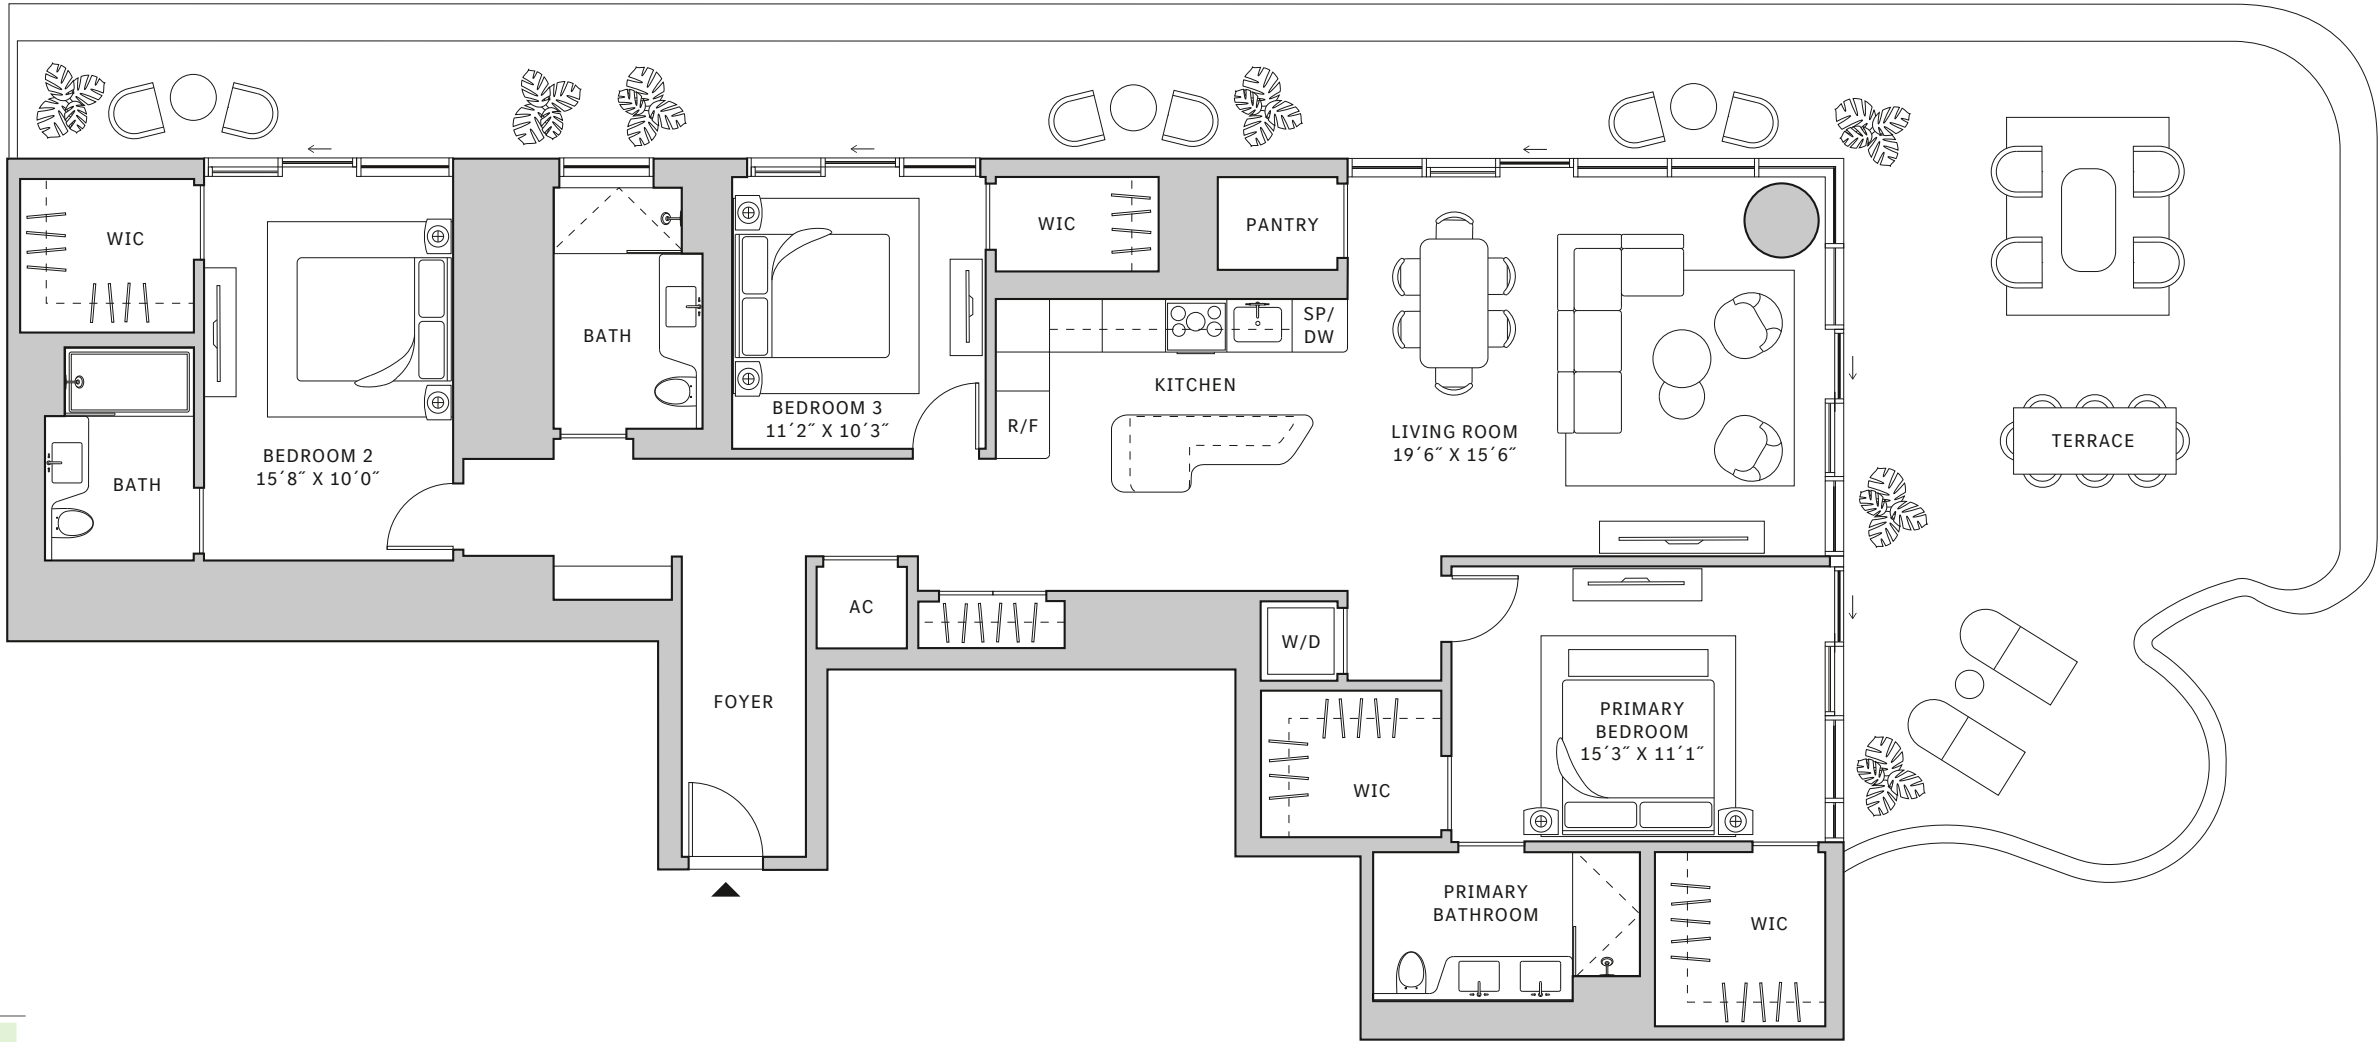 WIC
BATH
BEDROOM 2
15´8˝ X 10´0˝
BATH
BEDROOM 3
11´2˝ X 10´3˝
WIC
PANTRY
SP/
DW
KITCHEN
R/F
LIVING ROOM
19´6˝ X 15´6˝
TERRACE
AC
W/D
FOYER
PRIMARY
BEDROOM
15´3˝ X 11´1˝
WIC
PRIMARY
BATHROOM
WIC